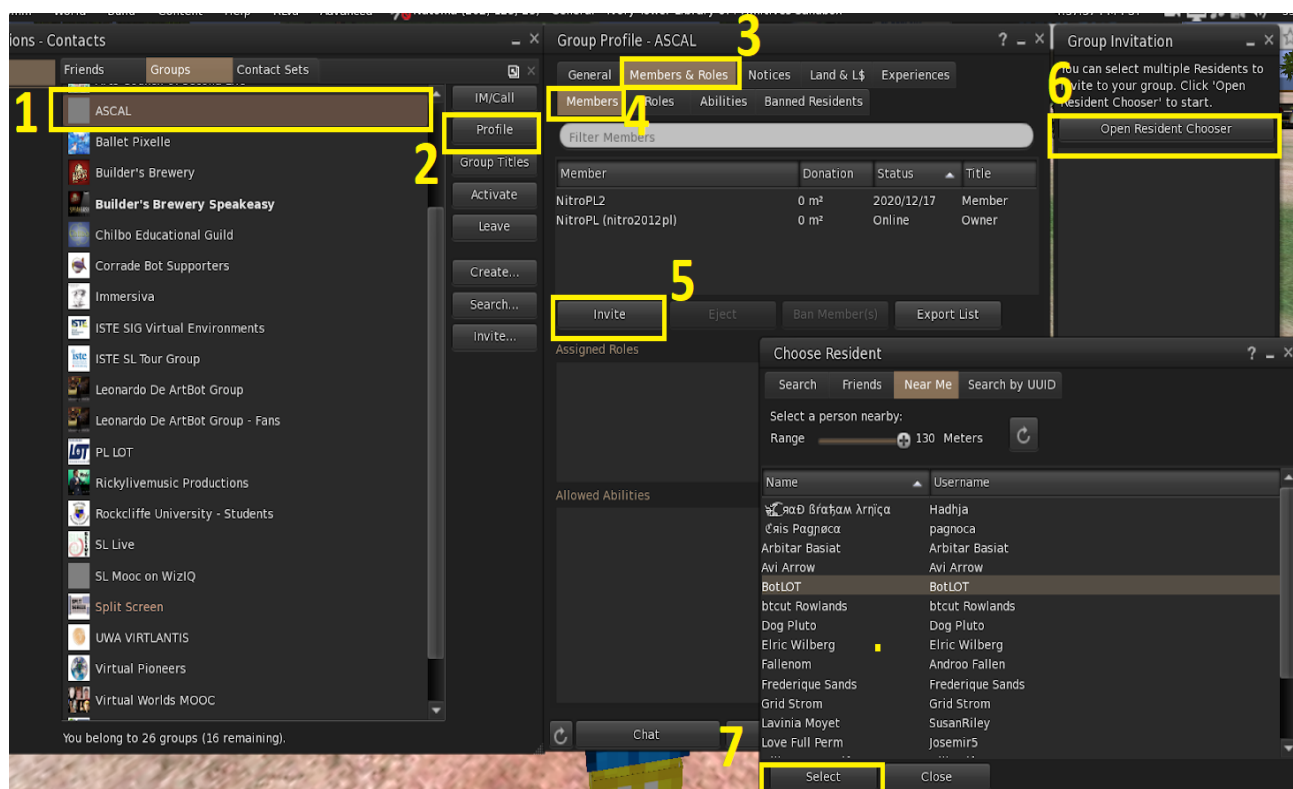 ions - Contacts
Friends Groups Contact Sets
1
ASCAL
Ballet Pixelle
Builder's Brewery
Builder's Brewery Speakeasy
Chilbo Educational Guild
Corrade Bot Supporters
Immersiva
ISTE SIG Virtual Environments
ISTE SL Tour Group
Leonardo De ArtBot Group
Leonardo De ArtBot Group - Fans
PL LOT
Rickylivemusic Productions
Rockcliffe University - Students
SL Live
SL Mooc on WizIQ
Split Screen
UWA VIRTLANTIS
Virtual Pioneers
Virtual Worlds MOOC
You belong to 26 groups (16 remaining).
IM/Call
2
Profile
Group Titles
Activate
Leave
Create...
Search...
Invite...
Group Profile - ASCAL
3
General Members & Roles Notices Land & L$ Experiences
4
Members Roles Abilities Banned Residents
Filter Members
Member Donation Status Title
NitroPL2 0 m² 2020/12/17 Member
NitroPL (nitro2012pl) 0 m² Online Owner
5
Invite Eject Ban Member(s) Export List
Assigned Roles
Allowed Abilities
Chat
Group Invitation
6
You can select multiple Residents to
invite to your group. Click 'Open
Resident Chooser' to start.
Open Resident Chooser
Choose Resident
Search Friends Near Me Search by UUID
Select a person nearby:
Range 130 Meters
Name Username
Hadhja
pagnoca
Arbitar Basiat Arbitar Basiat
Avi Arrow Avi Arrow
BotLOT BotLOT
btcut Rowlands btcut Rowlands
Dog Pluto Dog Pluto
Elric Wilberg Elric Wilberg
Fallenom Androo Fallen
Frederique Sands Frederique Sands
Grid Strom Grid Strom
Lavinia Moyet SusanRiley
Love Full Perm Josemir5
7
Select Close